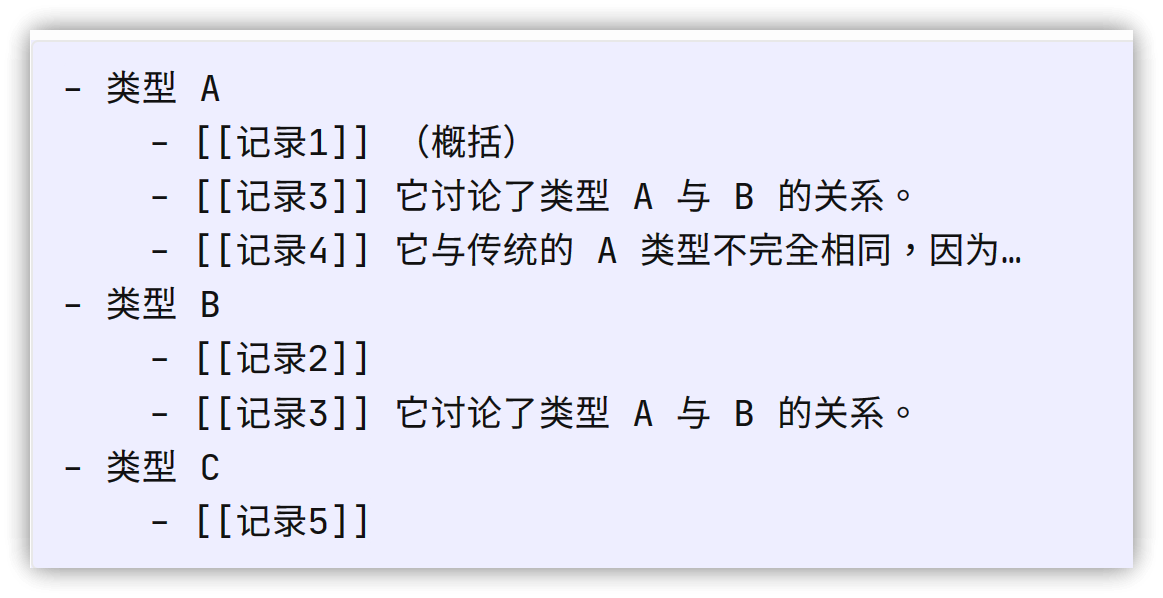 - 类型 A
- [[记录1]] （概括）
- [[记录3]] 它讨论了类型 A 与 B 的关系。
- [[记录4]] 它与传统的 A 类型不完全相同，因为…
- 类型 B
- [[记录2]]
- [[记录3]] 它讨论了类型 A 与 B 的关系。
- 类型 C
- [[记录5]]